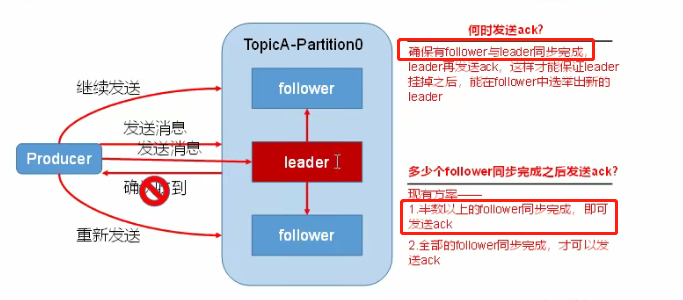 TopicA-Partition0
何时发送ack?
确保有follower与leader同步完成，
leader再发送ack，这样才能保证leader
挂掉之后，能在follower中选举出新的
leader
继续发送
follower
发送消息
发送消息
Producer
leader
收到
重新发送
follower
多少个follower同步完成之后发送ack?
现有方案——
1.半数以上的follower同步完成，即可
发送ack
2.全部的follower同步完成，才可以发
送ack